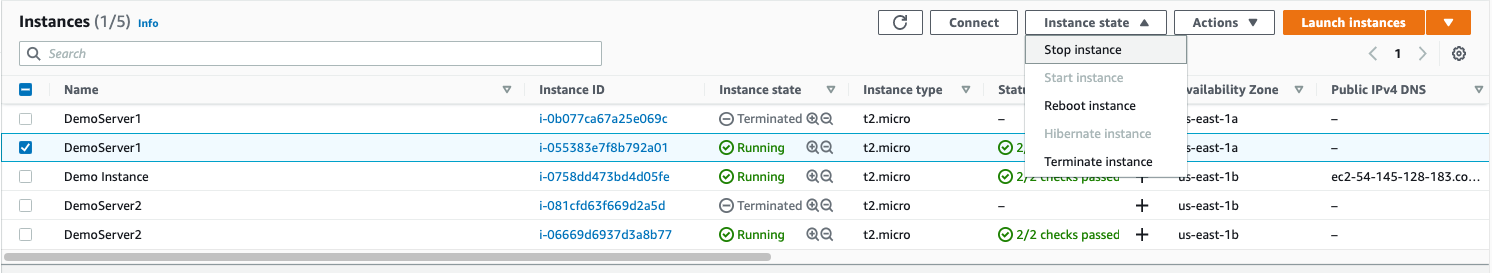 Instances (1/5) Info Connect Instance state Actions Launch instances
Search 1
Stop instance
Start instance
Reboot instance
Hibernate instance
Terminate instance
Name Instance ID Instance state Instance type Availability Zone Public IPv4 DNS
DemoServer1 i-0b077ca67a25e069c Terminated t2.micro – us-east-1a –
DemoServer1 i-055383e7f8b792a01 Running t2.micro us-east-1a –
Demo Instance i-0758dd473bd4d05fe Running t2.micro 2/2 checks passed us-east-1b ec2-54-145-128-183.co...
DemoServer2 i-081cfd63f669d2a5d Terminated t2.micro – us-east-1b –
DemoServer2 i-06669d6937d3a8b77 Running t2.micro 2/2 checks passed us-east-1b –